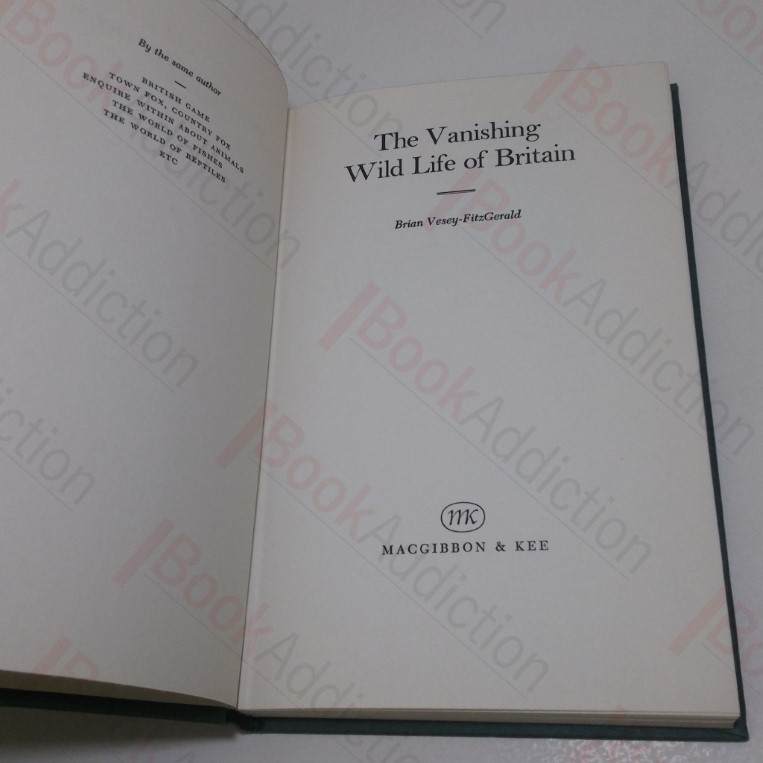 By the same author
BRITISH GAME
TOWN FOX, COUNTRY FOX
ENQUIRE WITHIN ABOUT ANIMALS
THE WORLD OF FISHES
THE WORLD OF REPTILES
ETC
The Vanishing
Wild Life of Britain
Brian Vesey-FitzGerald
MK
MACGIBBON & KEE
BookAddiction